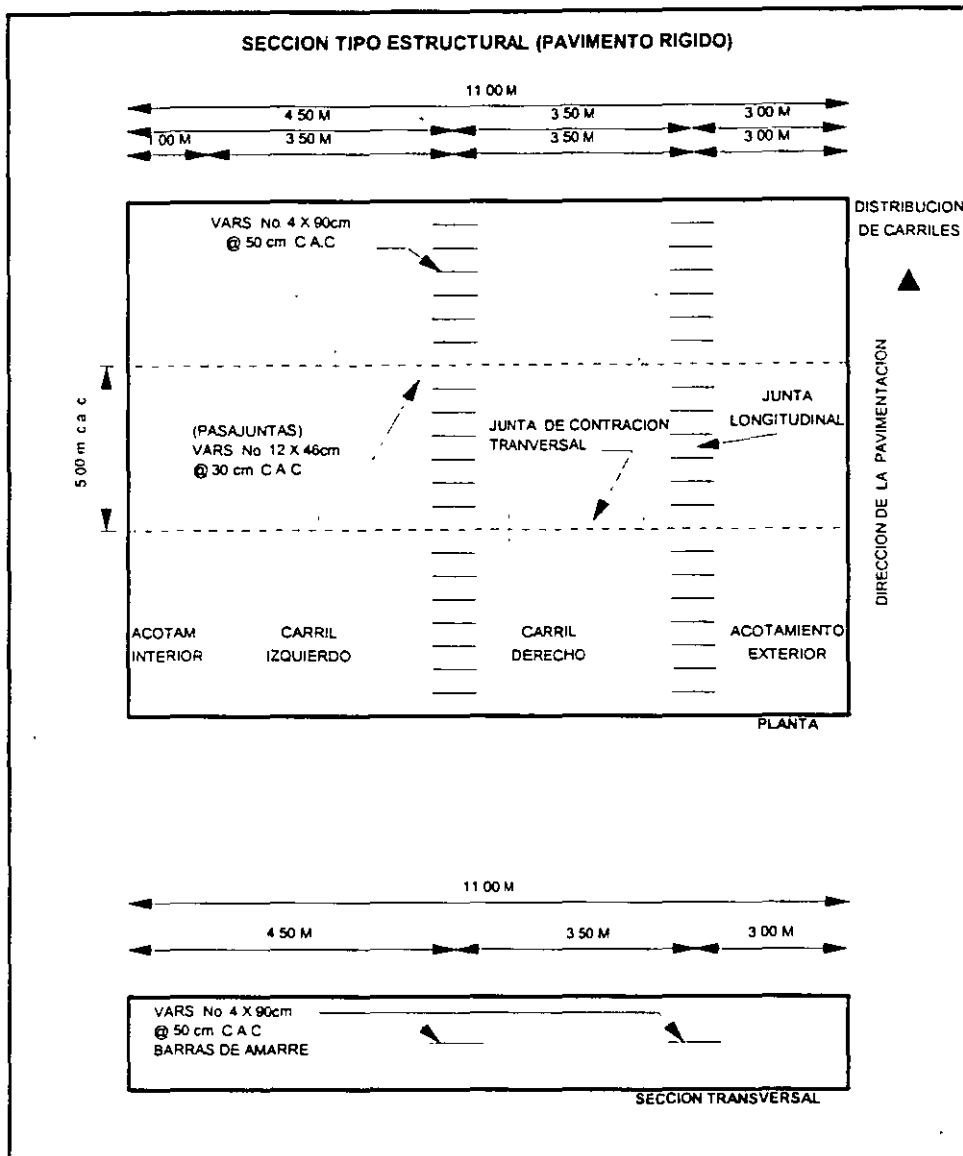 SECCION TIPO ESTRUCTURAL (PAVIMENTO RIGIDO)
11 00 M
4 50 M 3 50 M 3 00 M
1 00 M 3 50 M 3 50 M 3 00 M
VARS No 4 X 90cm
@ 50 cm C A.C
DISTRIBUCION
DE CARRILES
DIRECCION DE LA PAVIMENTACION
5 00 m c a c
(PASAJUNTAS)
VARS No 12 X 46cm
@ 30 cm C A C
JUNTA DE CONTRACION
TRANVERSAL
JUNTA
LONGITUDINAL
ACOTAM
INTERIOR
CARRIL
IZQUIERDO
CARRIL
DERECHO
ACOTAMIENTO
EXTERIOR
PLANTA
11 00 M
4 50 M 3 50 M 3 00 M
VARS No 4 X 90cm
@ 50 cm C A C
BARRAS DE AMARRE
SECCION TRANSVERSAL